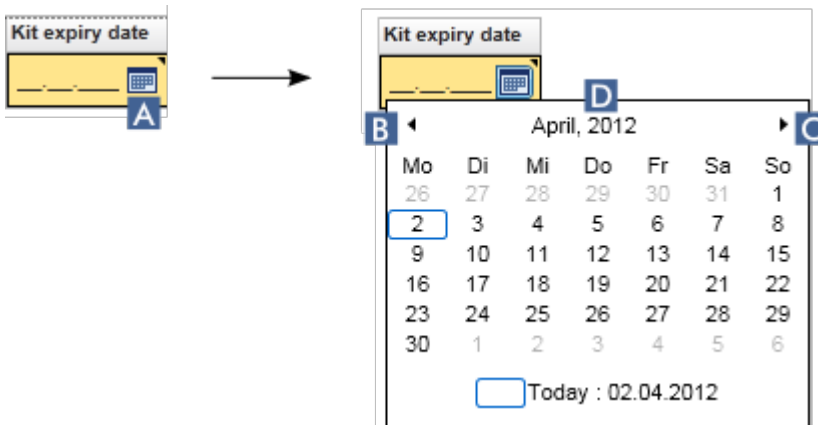 Kit expiry date
__.__.____
A
Kit expiry date
__.__.____
D
B April, 2012 C
Mo Di Mi Do Fr Sa So
26 27 28 29 30 31 1
2 3 4 5 6 7 8
9 10 11 12 13 14 15
16 17 18 19 20 21 22
23 24 25 26 27 28 29
30 1 2 3 4 5 6
Today : 02.04.2012